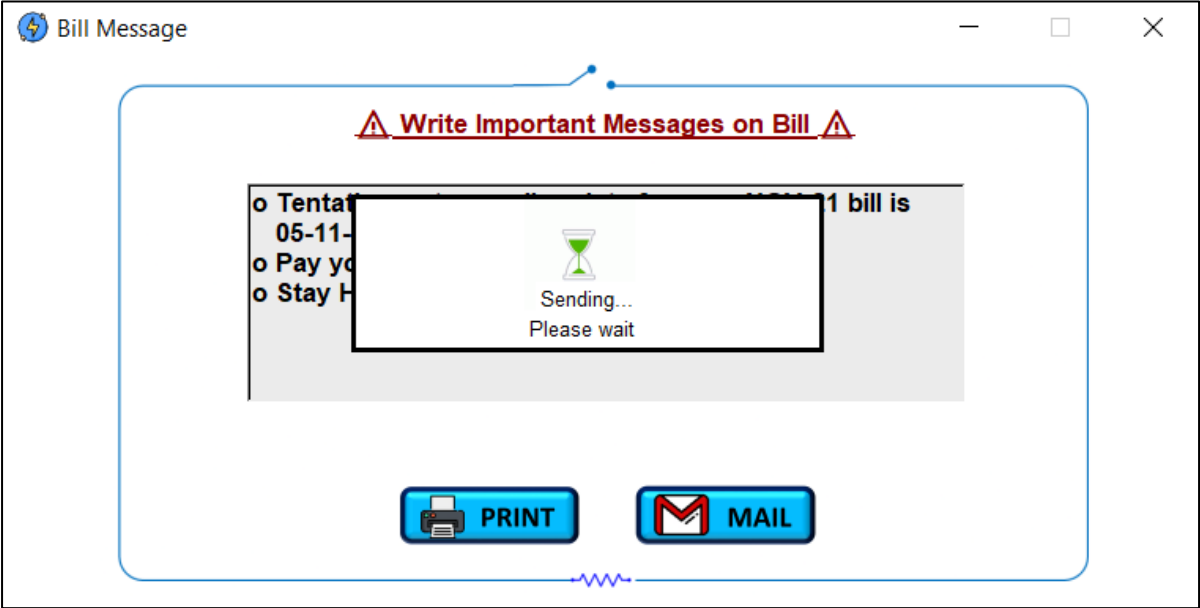 Bill Message
⚠ Write Important Messages on Bill ⚠
o Tentat 21 bill is
05-11-
o Pay yo
o Stay H
Sending...
Please wait
PRINT
MAIL